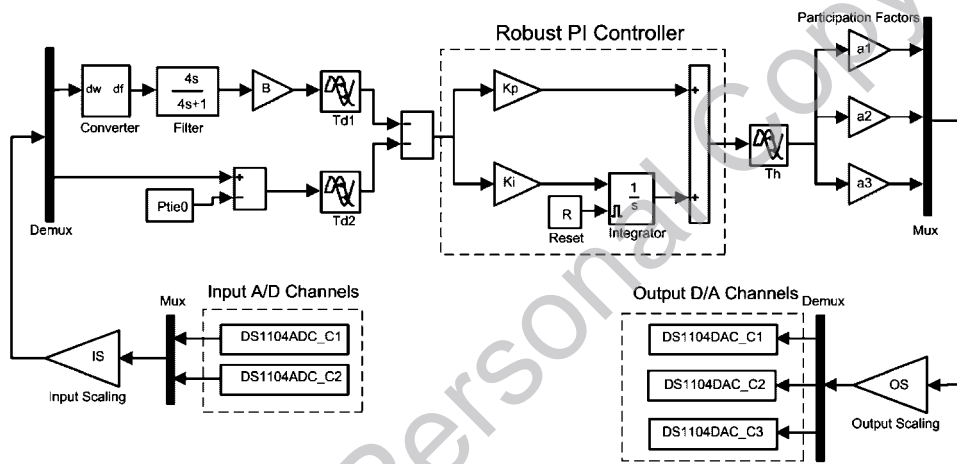 Participation Factors
Robust PI Controller
dw df
Converter
4s
4s+1
Filter
B
Td1
Kp
a1
a2
a3
Th
Mux
Ptie0
Td2
Ki
R
Reset
1
s
Integrator
Demux
Input A/D Channels
Mux
DS1104ADC_C1
DS1104ADC_C2
IS
Input Scaling
Output D/A Channels
Demux
DS1104DAC_C1
DS1104DAC_C2
DS1104DAC_C3
OS
Output Scaling
Personal Copy